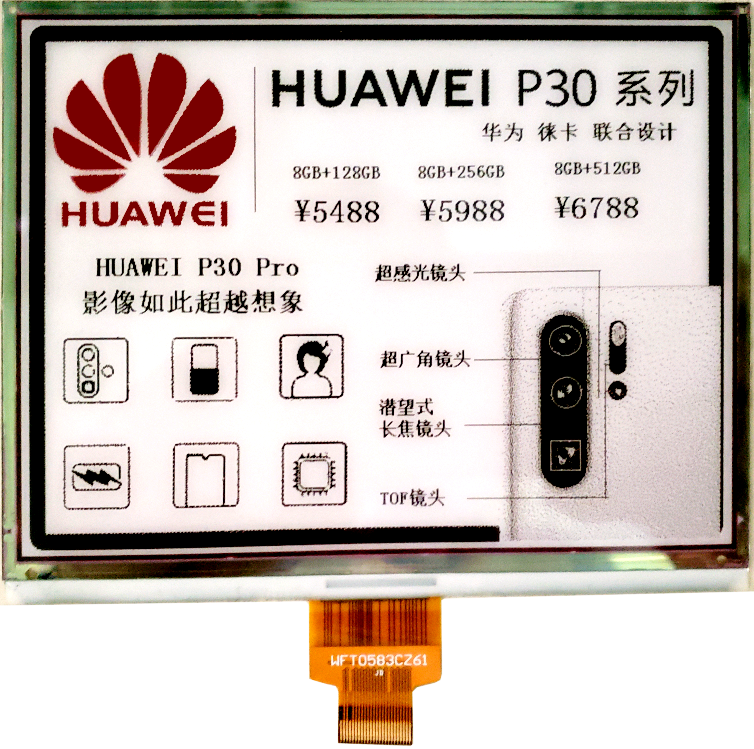 HUAWEI P30 系列
华为 徕卡 联合设计
8GB+128GB 8GB+256GB 8GB+512GB
¥5488 ¥5988 ¥6788
HUAWEI
HUAWEI P30 Pro
影像如此超越想象
超感光镜头
超广角镜头
潜望式
长焦镜头
TOF镜头
WFT0583CZ61